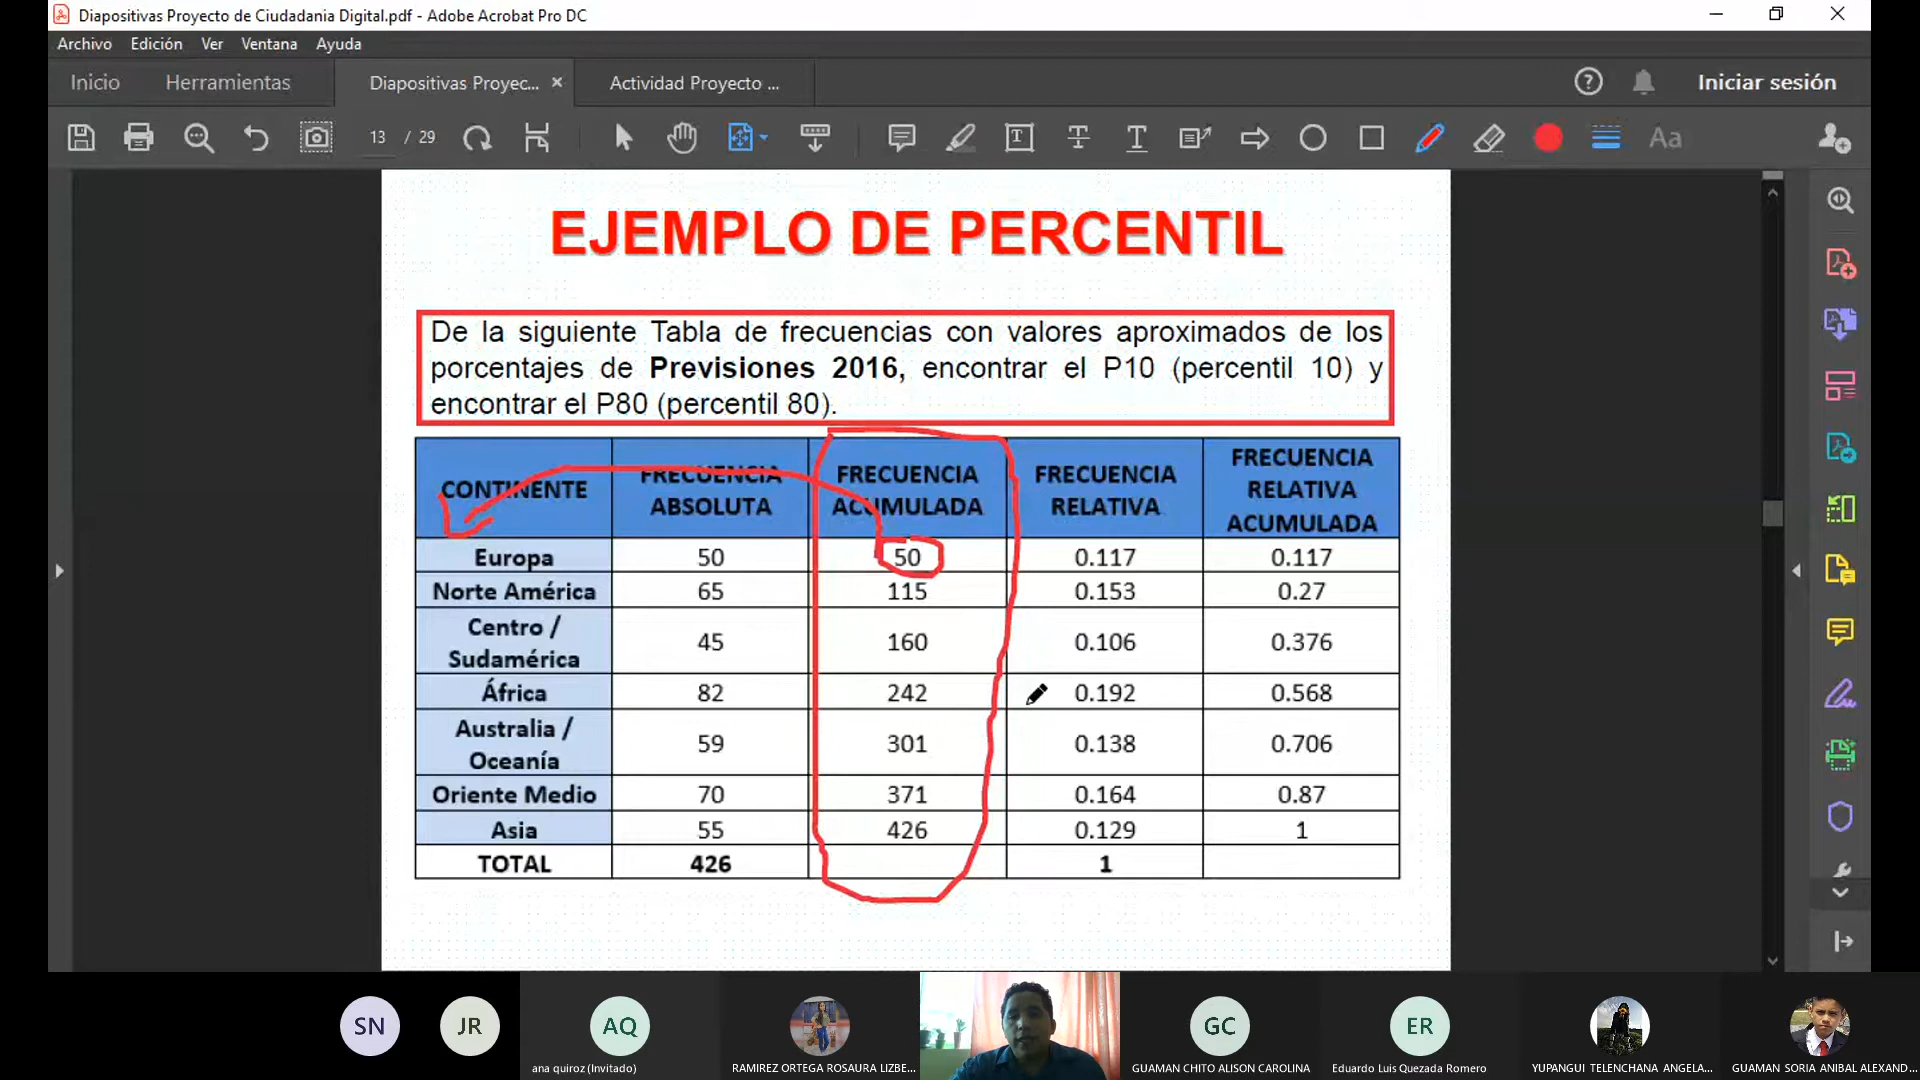 Diapositivas Proyecto de Ciudadania Digital.pdf - Adobe Acrobat Pro DC
Archivo Edición Ver Ventana Ayuda
Inicio Herramientas Diapositivas Proyec... × Actividad Proyecto ... Iniciar sesión
13 / 29 Aa
EJEMPLO DE PERCENTIL
De la siguiente Tabla de frecuencias con valores aproximados de los
porcentajes de Previsiones 2016, encontrar el P10 (percentil 10) y
encontrar el P80 (percentil 80).
CONTINENTE FRECUENCIA ABSOLUTA FRECUENCIA ACUMULADA FRECUENCIA RELATIVA FRECUENCIA RELATIVA ACUMULADA
Europa 50 50 0.117 0.117
Norte América 65 115 0.153 0.27
Centro / Sudamérica 45 160 0.106 0.376
África 82 242 0.192 0.568
Australia / Oceanía 59 301 0.138 0.706
Oriente Medio 70 371 0.164 0.87
Asia 55 426 0.129 1
TOTAL 426 1
SN JR AQ GC ER
ana quiroz (Invitado) RAMIREZ ORTEGA ROSAURA LIZBE... GUAMAN CHITO ALISON CAROLINA Eduardo Luis Quezada Romero YUPANGUI TELENCHANA ANGELA... GUAMAN SORIA ANIBAL ALEXAND...